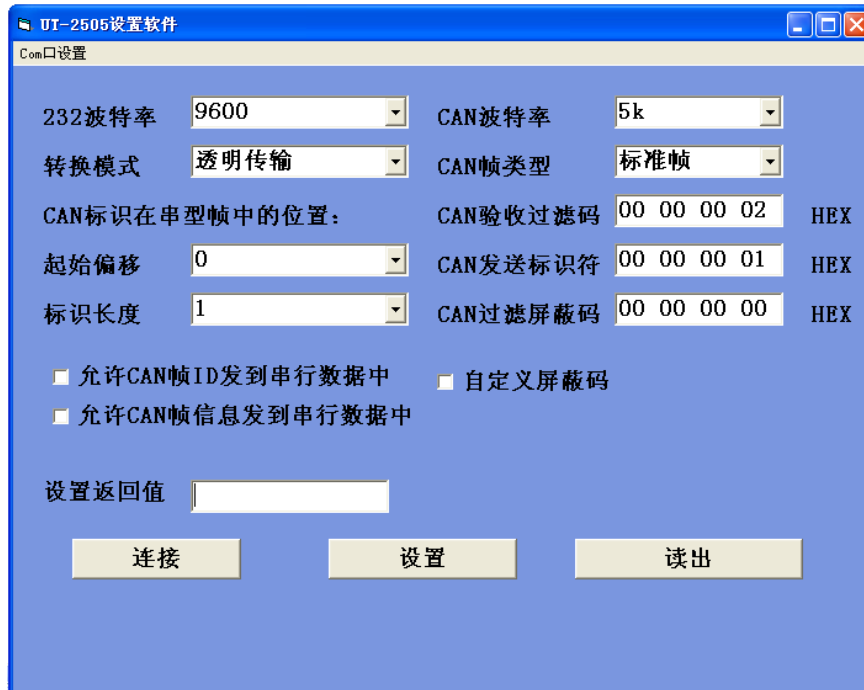 UT-2505设置软件
Com口设置
232波特率 9600 CAN波特率 5k
转换模式 透明传输 CAN帧类型 标准帧
CAN标识在串型帧中的位置： CAN验收过滤码 00 00 00 02 HEX
起始偏移 0 CAN发送标识符 00 00 00 01 HEX
标识长度 1 CAN过滤屏蔽码 00 00 00 00 HEX
允许CAN帧ID发到串行数据中 自定义屏蔽码
允许CAN帧信息发到串行数据中
设置返回值
连接 设置 读出